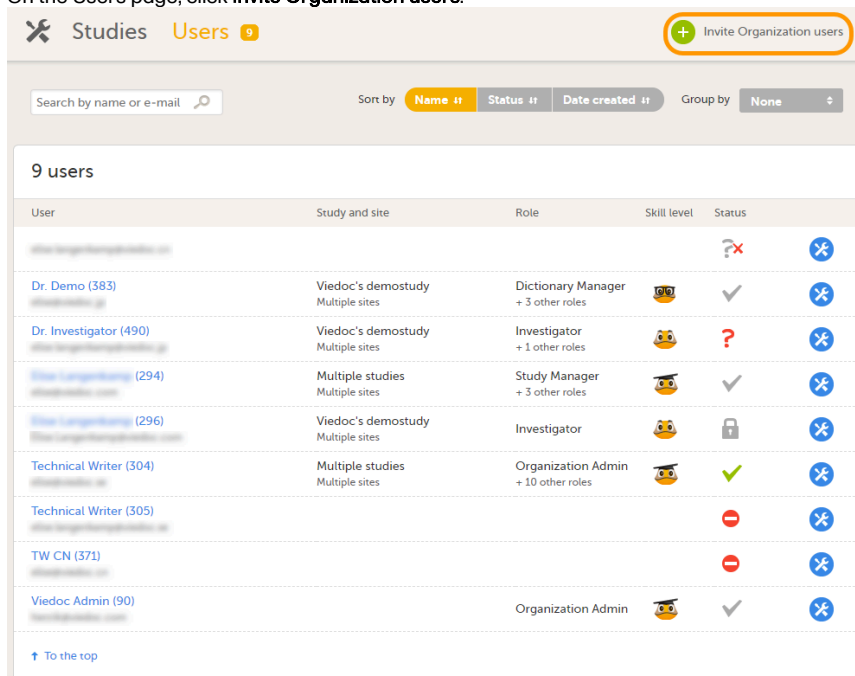 On the Users page, click Invite Organization users.
Studies Users 9 Invite Organization users
Search by name or e-mail Sort by Name Status Date created Group by None
9 users
User Study and site Role Skill level Status
Dr. Demo (383) Viedoc's demostudy Dictionary Manager
Multiple sites + 3 other roles
Dr. Investigator (490) Viedoc's demostudy Investigator
Multiple sites + 1 other roles
(294) Multiple studies Study Manager
Multiple sites + 3 other roles
(296) Viedoc's demostudy Investigator
Multiple sites
Technical Writer (304) Multiple studies Organization Admin
Multiple sites + 10 other roles
Technical Writer (305)
TW CN (371)
Viedoc Admin (90) Organization Admin
To the top